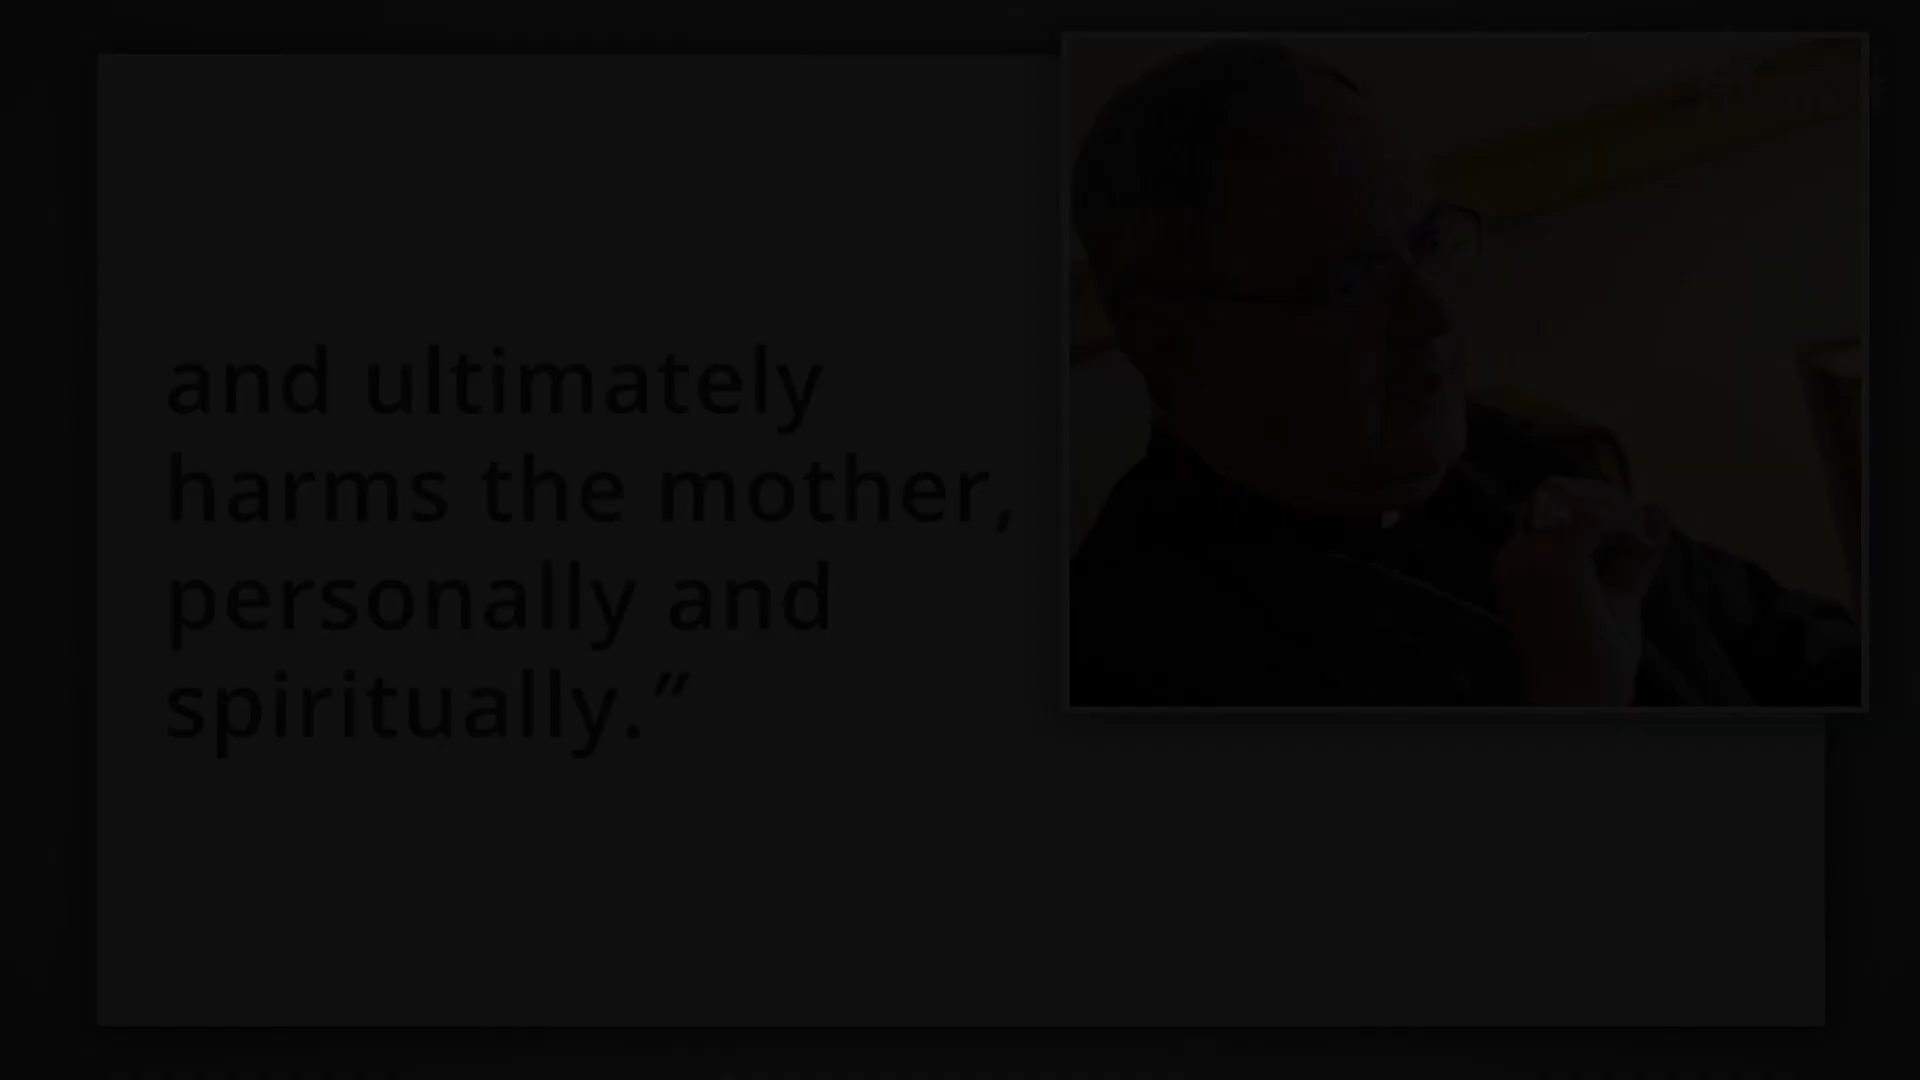 and ultimately
harms the mother,
personally and
spiritually.”